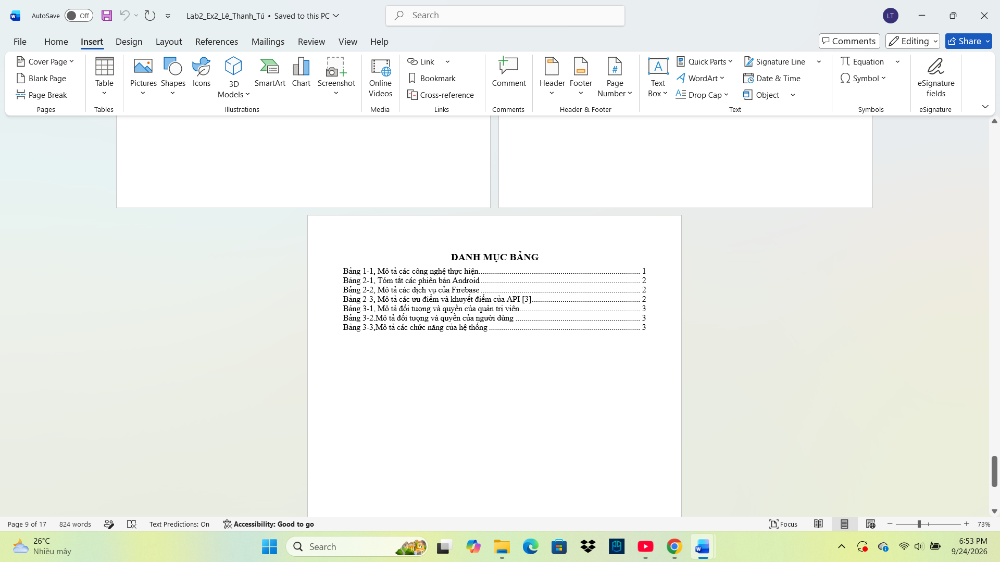 AutoSave Off Lab2_Ex2_Lê_Thanh_Tú • Saved to this PC Search LT
File Home Insert Design Layout References Mailings Review View Help Comments Editing Share
Cover Page
Blank Page
Page Break
Pages
Table
Tables
Pictures Shapes Icons 3D Models SmartArt Chart Screenshot
Illustrations
Online Videos
Media
Link
Bookmark
Cross-reference
Links
Comment
Comments
Header Footer Page Number
Header & Footer
Text Box
Quick Parts
WordArt
Drop Cap
Signature Line
Date & Time
Object
Text
Equation
Symbol
Symbols
eSignature fields
eSignature
DANH MỤC BẢNG
Bảng 1-1, Mô tả các công nghệ thực hiện........ 1
Bảng 2-1, Tóm tắt các phiên bản Android........ 2
Bảng 2-2, Mô tả các dịch vụ của Firebase........ 2
Bảng 2-3, Mô tả các ưu điểm và khuyết điểm của API [3]........ 2
Bảng 3-1, Mô tả đối tượng và quyền của quản trị viên........ 3
Bảng 3-2.Mô tả đối tượng và quyền của người dùng........ 3
Bảng 3-3,Mô tả các chức năng của hệ thống........ 3
Page 9 of 17 824 words Text Predictions: On Accessibility: Good to go Focus 73%
26°C
Nhiều mây
Search
6:53 PM
9/24/2026